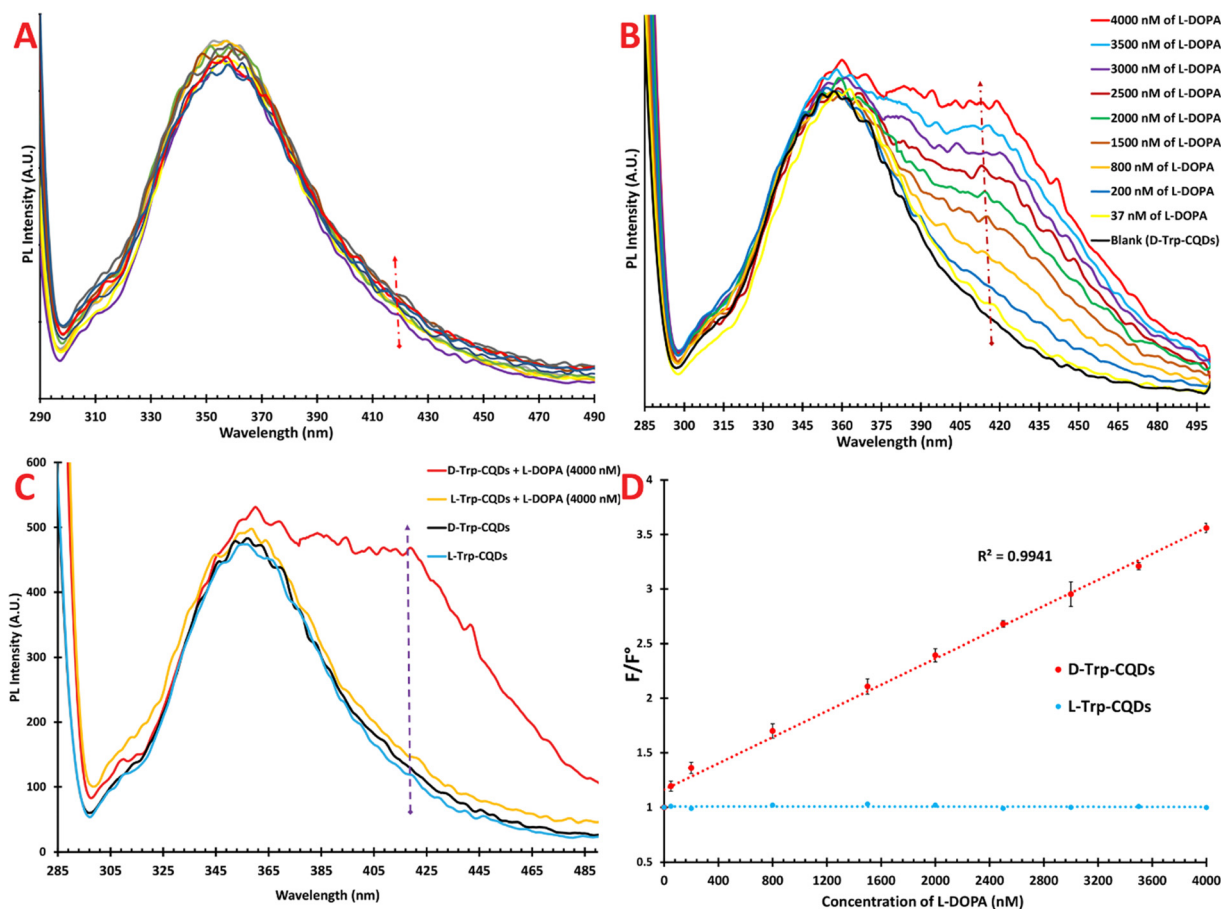 A
PL Intensity (A.U.)
290 310 330 350 370 390 410 430 450 470 490
Wavelength (nm)
B
PL Intensity (A.U.)
4000 nM of L-DOPA
3500 nM of L-DOPA
3000 nM of L-DOPA
2500 nM of L-DOPA
2000 nM of L-DOPA
1500 nM of L-DOPA
800 nM of L-DOPA
200 nM of L-DOPA
37 nM of L-DOPA
Blank (D-Trp-CQDs)
285 300 315 330 345 360 375 390 405 420 435 450 465 480 495
Wavelength (nm)
C
PL Intensity (A.U.)
600
500
400
300
200
100
0
D-Trp-CQDs + L-DOPA (4000 nM)
L-Trp-CQDs + L-DOPA (4000 nM)
D-Trp-CQDs
L-Trp-CQDs
285 305 325 345 365 385 405 425 445 465 485
Wavelength (nm)
D
F/F°
4
3.5
3
2.5
2
1.5
1
0.5
R² = 0.9941
D-Trp-CQDs
L-Trp-CQDs
0 400 800 1200 1600 2000 2400 2800 3200 3600 4000
Concentration of L-DOPA (nM)